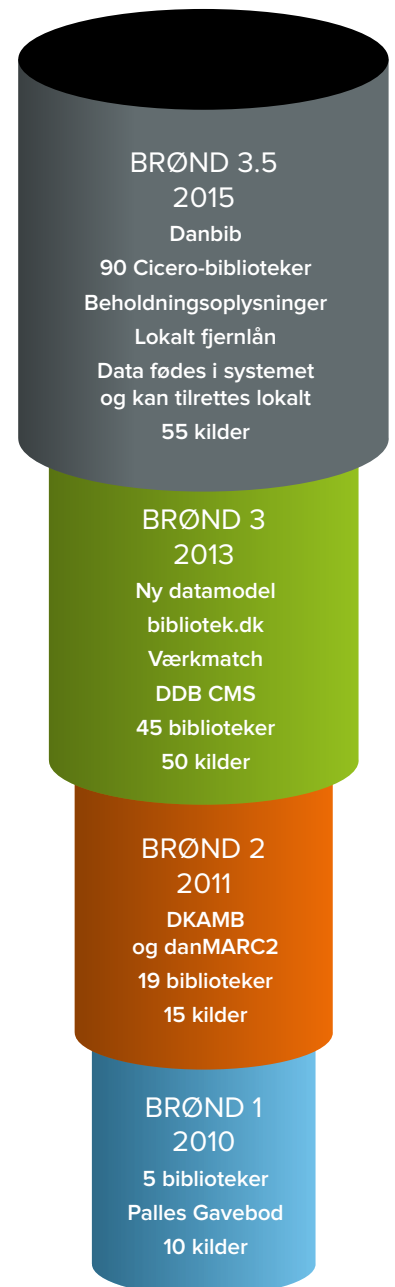 BRØND 3.5
2015
Danbib
90 Cicero-biblioteker
Beholdningsoplysninger
Lokalt fjernlån
Data fødes i systemet
og kan tilrettes lokalt
55 kilder
BRØND 3
2013
Ny datamodel
bibliotek.dk
Værkmatch
DDB CMS
45 biblioteker
50 kilder
BRØND 2
2011
DKAMB
og danMARC2
19 biblioteker
15 kilder
BRØND 1
2010
5 biblioteker
Palles Gavebod
10 kilder